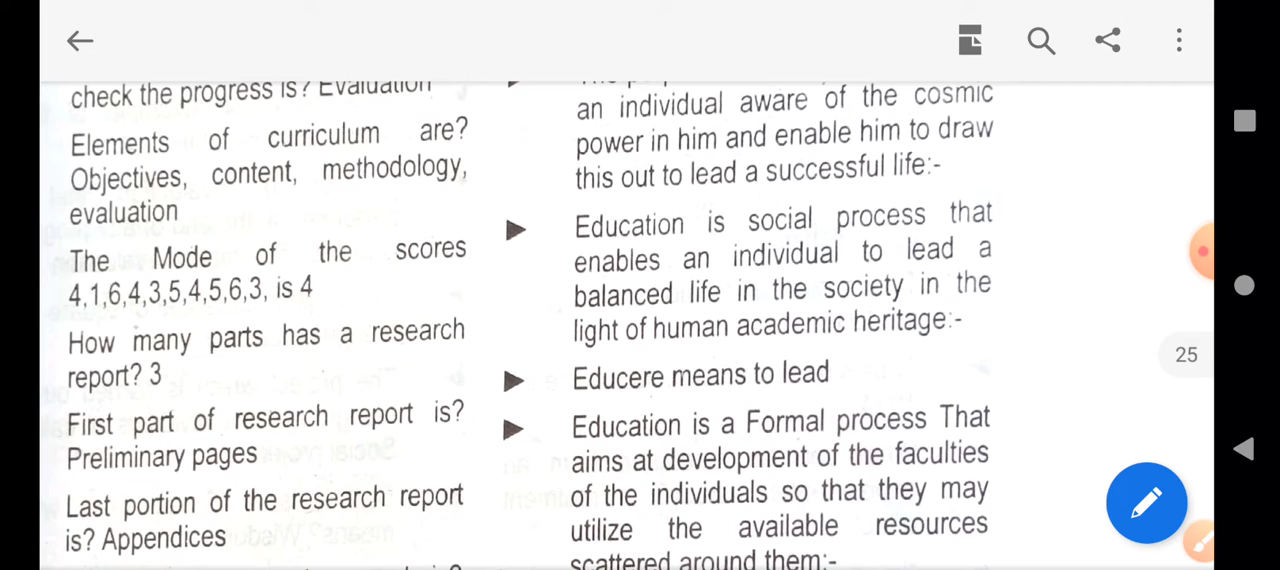 check the progress is? Evaluation
Elements of curriculum are?
Objectives, content, methodology,
evaluation
The Mode of the scores
4,1,6,4,3,5,4,5,6,3, is 4
How many parts has a research
report? 3
First part of research report is?
Preliminary pages
Last portion of the research report
is? Appendices
an individual aware of the cosmic
power in him and enable him to draw
this out to lead a successful life:-
Education is social process that
enables an individual to lead a
balanced life in the society in the
light of human academic heritage:-
Educere means to lead
Education is a Formal process That
aims at development of the faculties
of the individuals so that they may
utilize the available resources
scattered around them:-
25